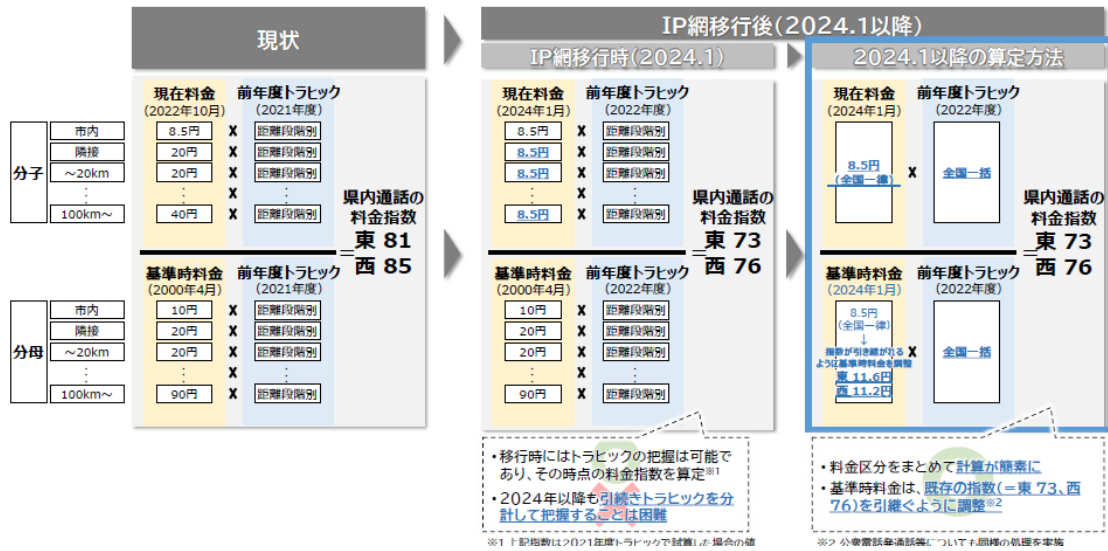 現状
IP網移行後(2024.1以降)
IP網移行時(2024.1)
2024.1以降の算定方法
現在料金 前年度トラヒック
(2022年10月) (2021年度)
分子
市内 8.5円 X 距離段階別
隣接 20円 X 距離段階別
~20km 20円 X 距離段階別
: : :
100km~ 40円 X 距離段階別
県内通話の
料金指数
=東 81
西 85
基準時料金 前年度トラヒック
(2000年4月) (2021年度)
分母
市内 10円 X 距離段階別
隣接 20円 X 距離段階別
~20km 20円 X 距離段階別
: : :
100km~ 90円 X 距離段階別
現在料金 前年度トラヒック
(2024年1月) (2022年度)
8.5円 X 距離段階別
8.5円 X 距離段階別
8.5円 X 距離段階別
: :
8.5円 X 距離段階別
県内通話の
料金指数
=東 73
西 76
基準時料金 前年度トラヒック
(2000年4月) (2022年度)
10円 X 距離段階別
20円 X 距離段階別
20円 X 距離段階別
: :
90円 X 距離段階別
・移行時にはトラヒックの把握は可能で
あり、その時点の料金指数を算定※1
・2024年以降も引続きトラヒックを分
計して把握することは困難
※1 上記指数は2021年度トラヒックで試算した場合の値
現在料金 前年度トラヒック
(2024年1月) (2022年度)
8.5円
(全国一律)
X 全国一括
県内通話の
料金指数
=東 73
西 76
基準時料金 前年度トラヒック
(2024年1月) (2022年度)
8.5円
(全国一律)
↓
指数が引き継がれる
ように基準時料金を調整
東 11.6円
西 11.2円
X 全国一括
・料金区分をまとめて計算が簡素に
・基準時料金は、既存の指数(=東 73、西
76)を引継ぐように調整※2
※2 公衆電話発通話等についても同様の処理を実施